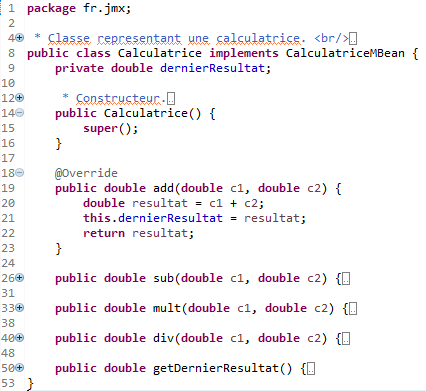 1 package fr.jmx;
3
4 * Classe representant une calculatrice. <br/>
8 public class Calculatrice implements CalculatriceMBean {
9 private double dernierResultat;
10
12 * Constructeur.
14 public Calculatrice() {
15 super();
16 }
17
18 @Override
19 public double add(double c1, double c2) {
20 double resultat = c1 + c2;
21 this.dernierResultat = resultat;
22 return resultat;
23 }
24
26 public double sub(double c1, double c2) {
31
33 public double mult(double c1, double c2) {
38
40 public double div(double c1, double c2) {
48
50 public double getDernierResultat() {
53 }